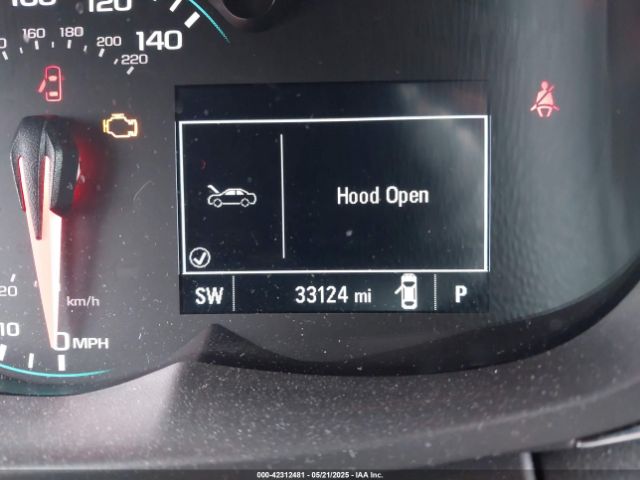 120
140
160
180
200
220
Hood Open
SW
33124 mi
P
km/h
0 MPH
000-42312481 - 05/21/2025 - IAA Inc.